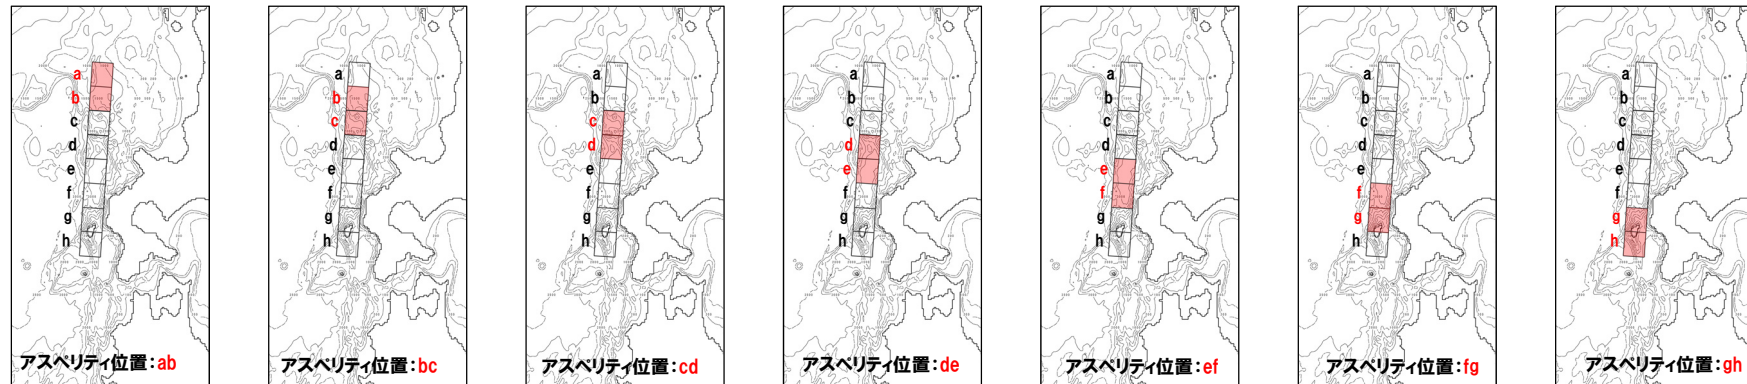 a
b
c
d
e
f
g
h
アスペリティ位置：ab
a
b
c
d
e
f
g
h
アスペリティ位置：bc
a
b
c
d
e
f
g
h
アスペリティ位置：cd
a
b
c
d
e
f
g
h
アスペリティ位置：de
a
b
c
d
e
f
g
h
アスペリティ位置：ef
a
b
c
d
e
f
g
h
アスペリティ位置：fg
a
b
c
d
e
f
g
h
アスペリティ位置：gh